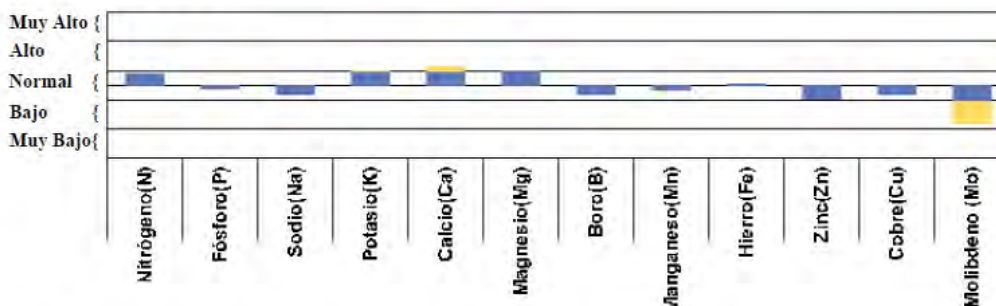 Muy Alto {
Alto {
Normal {
Bajo {
Muy Bajo{
Nitrógeno(N)
Fósforo(P)
Sodio(Na)
Potasio(K)
Calcio(Ca)
Magnesio(Mg)
Boro(B)
Manganeso(Mn)
Hierro(Fe)
Zinc(Zn)
Cobre(Cu)
Molibdeno (Mo)